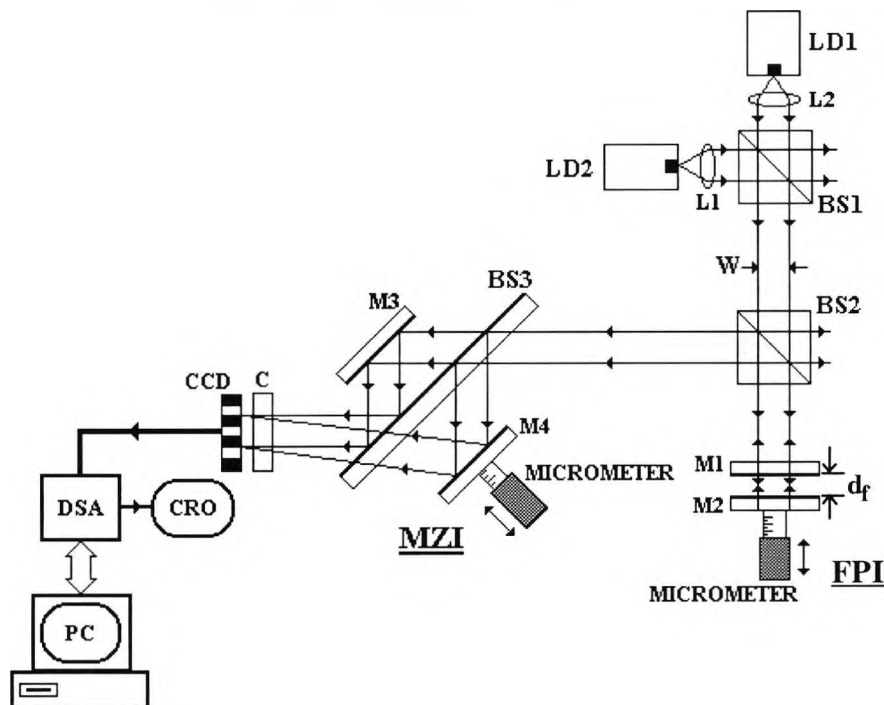 LD1
L2
LD2
L1
BS1
W
BS3
M3
BS2
CCD
C
M4
M1
MICROMETER
df
DSA
CRO
M2
MZI
FPI
MICROMETER
PC